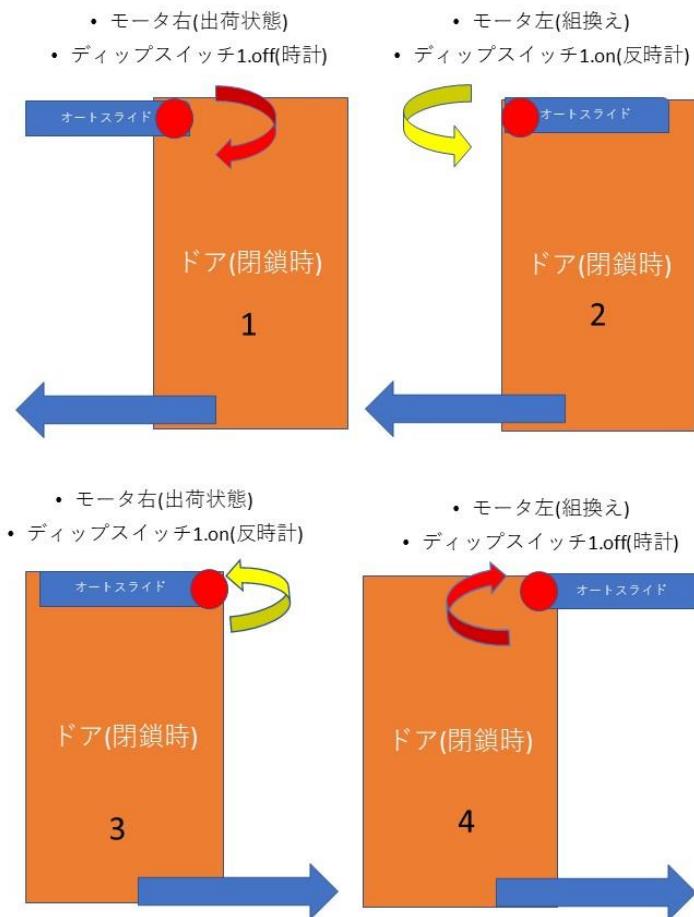 • モータ右(出荷状態)
• ディップスイッチ1.off(時計)
オートスライド
ドア(閉鎖時)
1
• モータ左(組換え)
• ディップスイッチ1.on(反時計)
オートスライド
ドア(閉鎖時)
2
• モータ右(出荷状態)
• ディップスイッチ1.on(反時計)
オートスライド
ドア(閉鎖時)
3
• モータ左(組換え)
• ディップスイッチ1.off(時計)
オートスライド
ドア(閉鎖時)
4